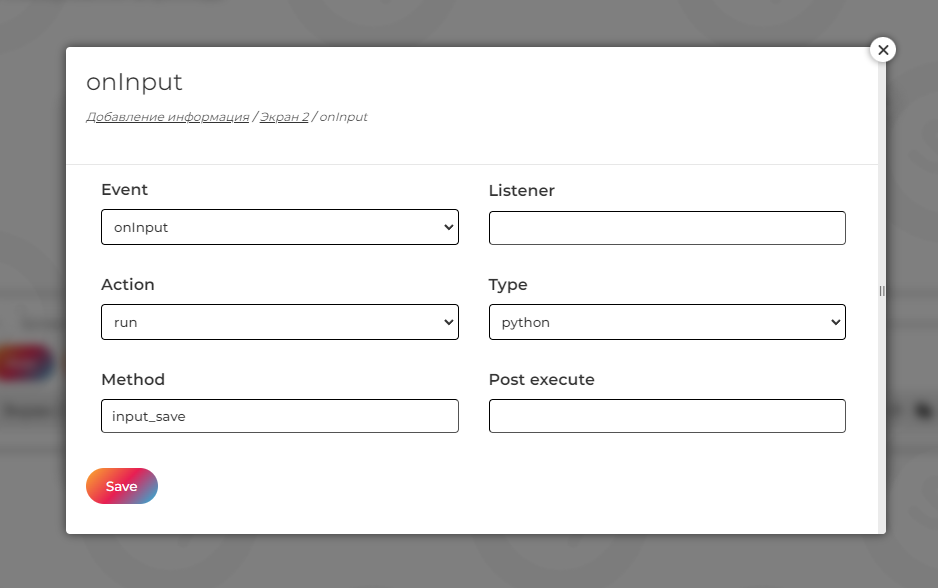 onInput
Добавление информация / Экран 2 / onInput
Event
Listener
onInput
Action
Type
run
python
Method
Post execute
input_save
Save